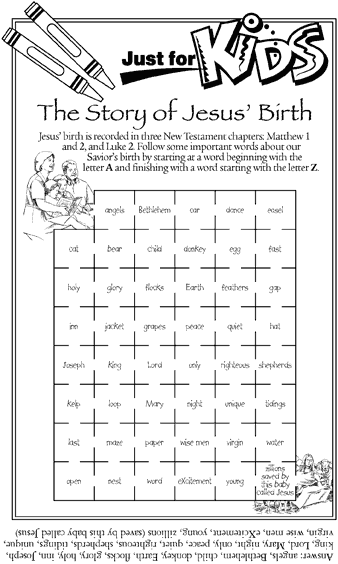 Just for KiDS
The Story of Jesus' Birth
Jesus' birth is recorded in three New Testament chapters: Matthew 1
and 2, and Luke 2. Follow some important words about our
Savior's birth by starting at a word beginning with the
letter A and finishing with a word starting with the letter Z.
angels Bethlehem car dance easel
cat bear child donkey egg fast
holy glory flocks Earth feathers gap
inn jacket grapes peace quiet hat
Joseph King Lord only righteous shepherds
kelp loop Mary night unique tidings
last maze paper wise men virgin water
open nest word eXcitement young zillions
saved by
this baby
called Jesus
Answer: angels, Bethlehem, child, donkey, Earth, flocks, glory, holy, inn, Joseph,
King, Lord, Mary, night, only, peace, quiet, righteous, shepherds, tidings, unique,
virgin, wise men, eXcitement, young, zillions (saved by this baby called Jesus)